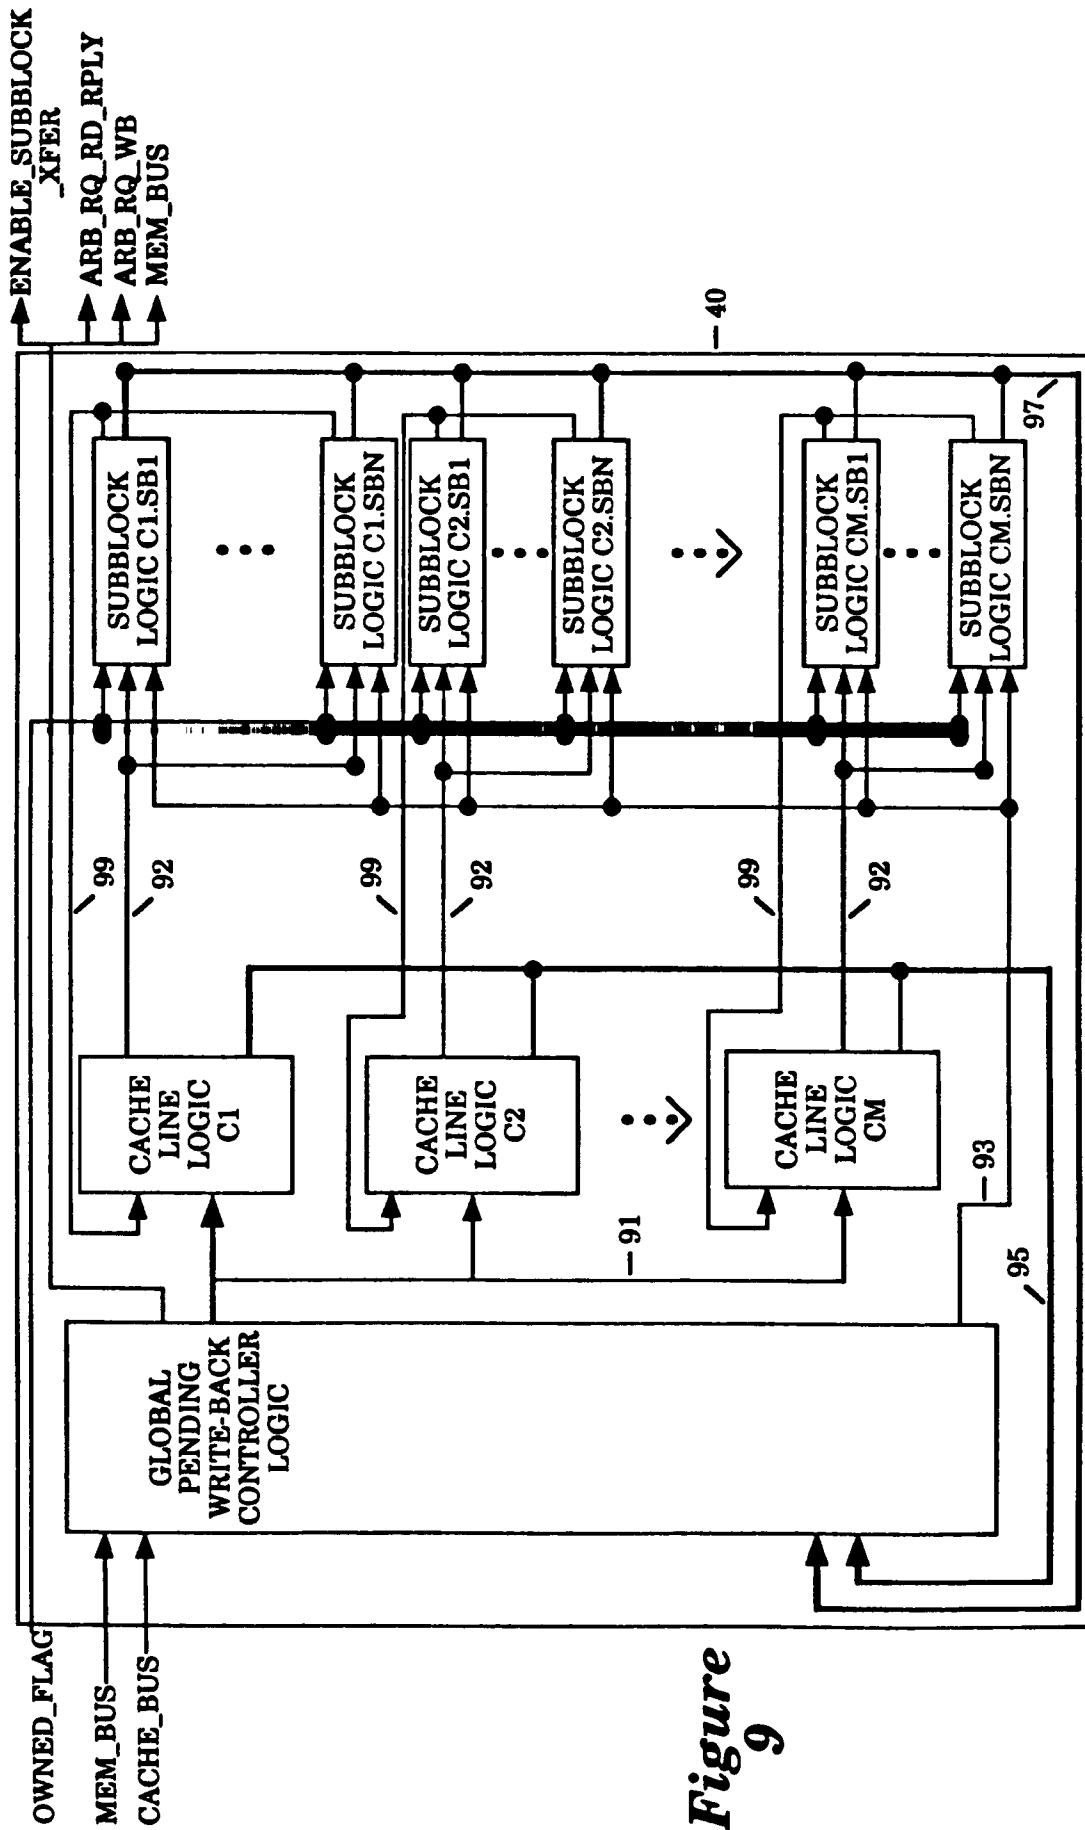 OWNED_FLAG
MEM_BUS
CACHE_BUS
GLOBAL
PENDING
WRITE-BACK
CONTROLLER
LOGIC
CACHE
LINE
LOGIC
C1
CACHE
LINE
LOGIC
C2
CACHE
LINE
LOGIC
CM
91
93
95
99
92
99
92
99
92
SUBBLOCK
LOGIC C1.SB1
SUBBLOCK
LOGIC C1.SBN
SUBBLOCK
LOGIC C2.SB1
SUBBLOCK
LOGIC C2.SBN
SUBBLOCK
LOGIC CM.SB1
SUBBLOCK
LOGIC CM.SBN
97
40
ENABLE_SUBBLOCK
_XFER
ARB_RQ_RD_RPLY
ARB_RQ_WB
MEM_BUS
Figure
9